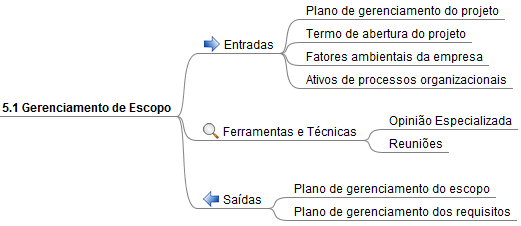 5.1 Gerenciamento de Escopo
Entradas
Plano de gerenciamento do projeto
Termo de abertura do projeto
Fatores ambientais da empresa
Ativos de processos organizacionais
Ferramentas e Técnicas
Opinião Especializada
Reuniões
Saídas
Plano de gerenciamento do escopo
Plano de gerenciamento dos requisitos